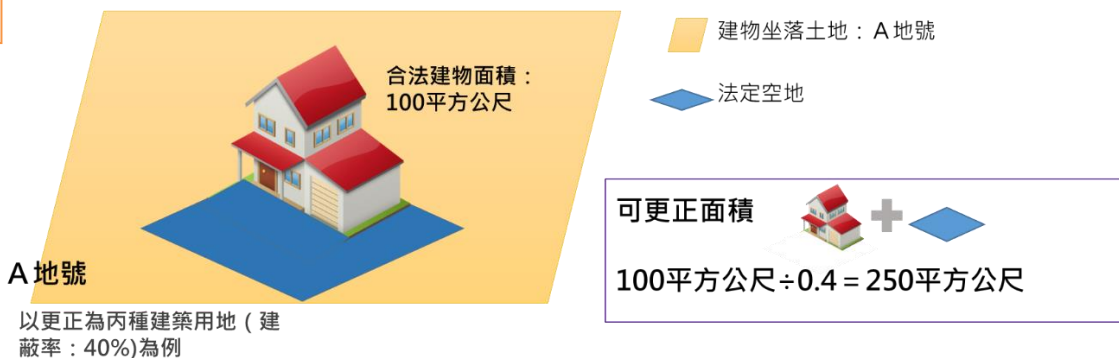 建物坐落土地：A地號
合法建物面積：
100平方公尺
法定空地
可更正面積
100平方公尺÷0.4＝250平方公尺
A地號
以更正為丙種建築用地（建
蔽率：40%)為例